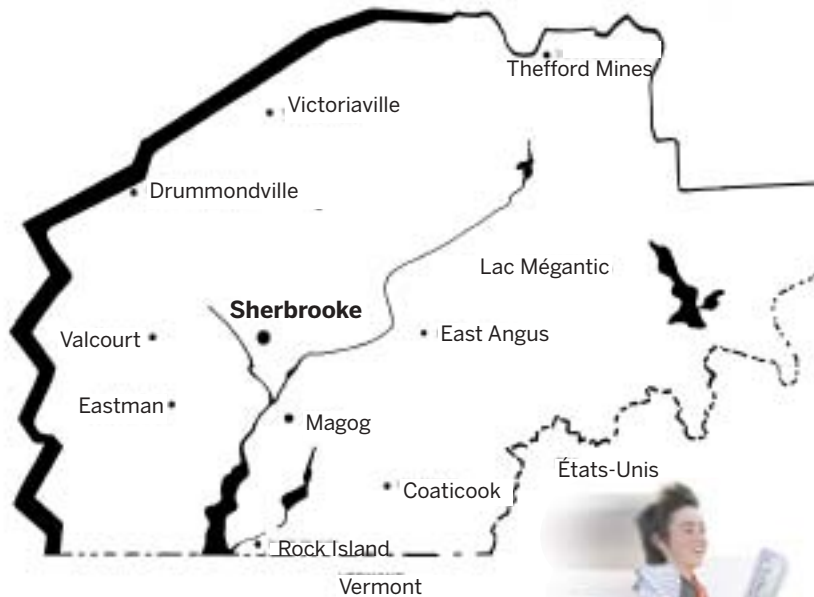 Thefford Mines
Victoriaville
Drummondville
Lac Mégantic
Sherbrooke
East Angus
Valcourt
Eastman
Magog
États-Unis
Coaticook
Rock Island
Vermont